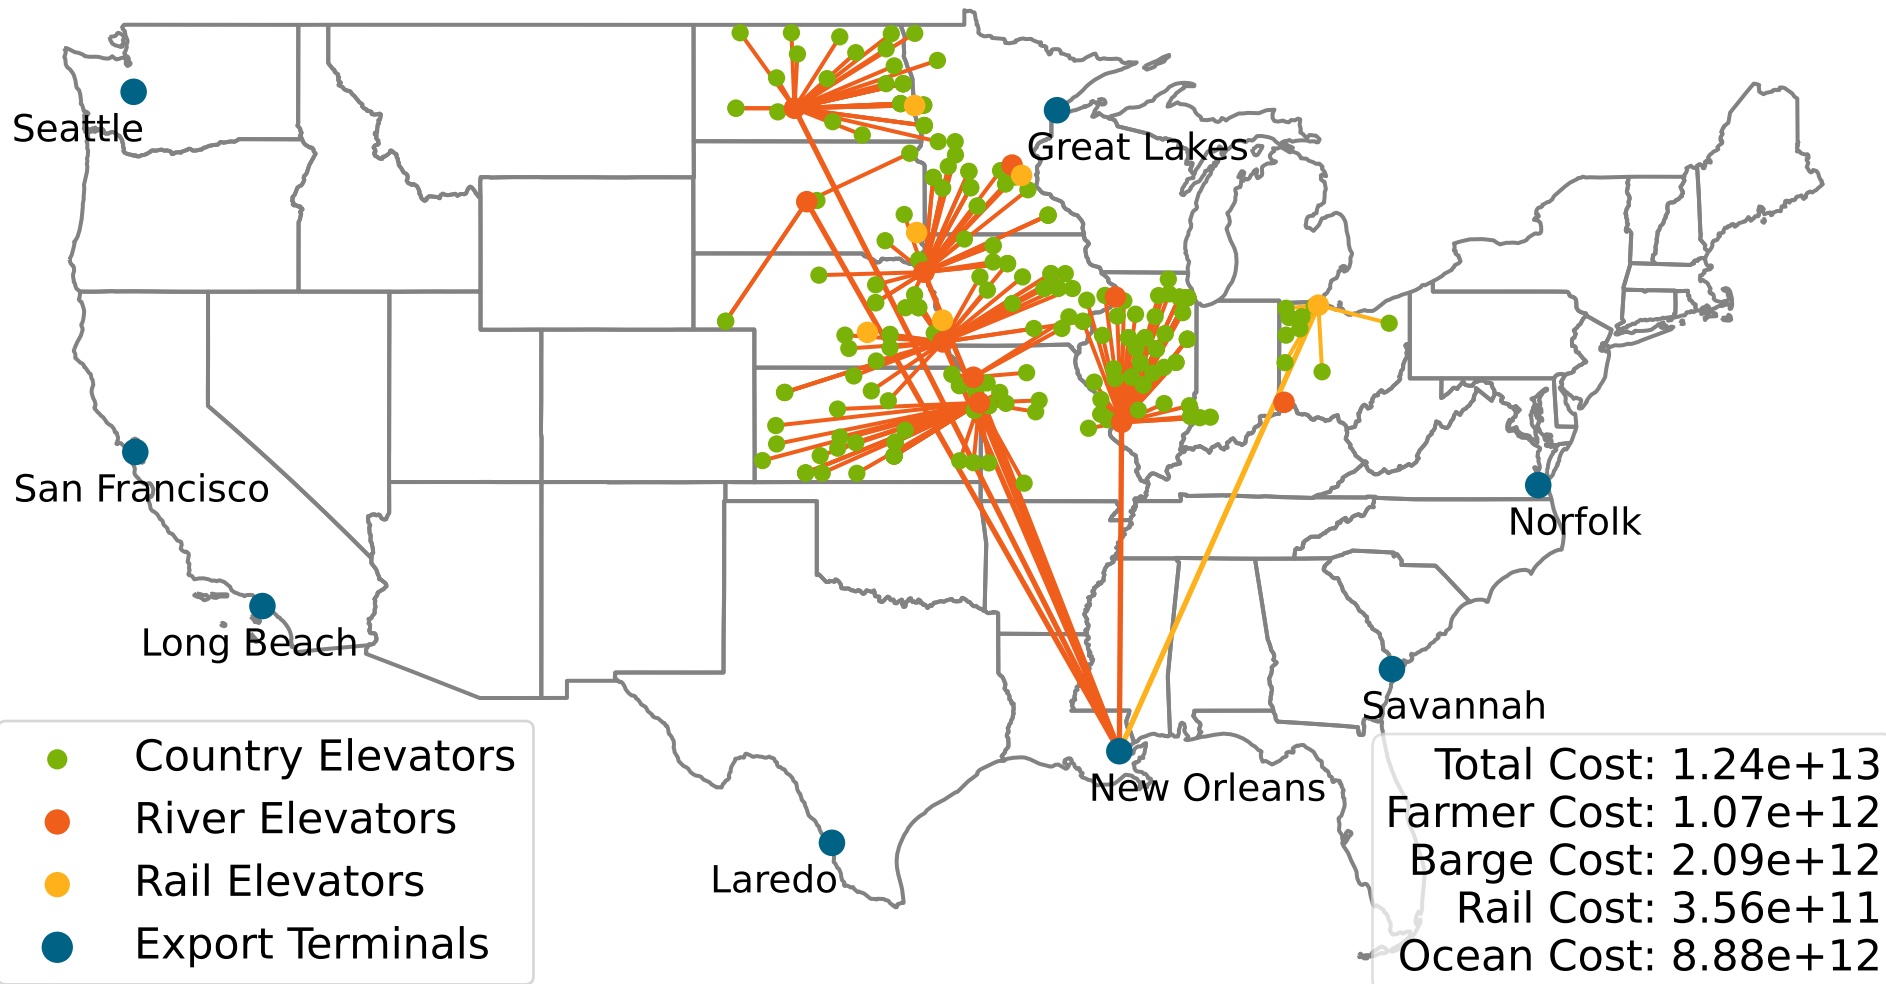 Seattle
Great Lakes
San Francisco
Norfolk
Long Beach
Savannah
New Orleans
Laredo
Country Elevators
River Elevators
Rail Elevators
Export Terminals
Total Cost: 1.24e+13
Farmer Cost: 1.07e+12
Barge Cost: 2.09e+12
Rail Cost: 3.56e+11
Ocean Cost: 8.88e+12